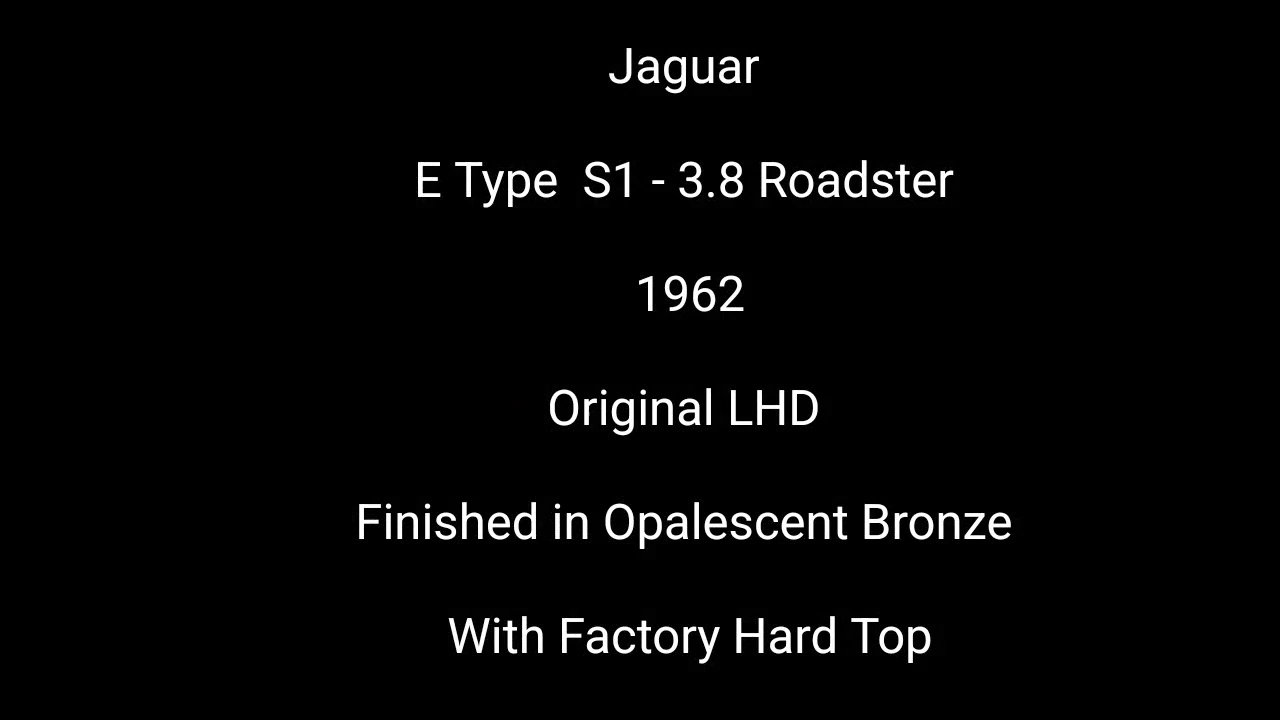 Jaguar
E Type  S1 - 3.8 Roadster
1962
Original LHD
Finished in Opalescent Bronze
With Factory Hard Top